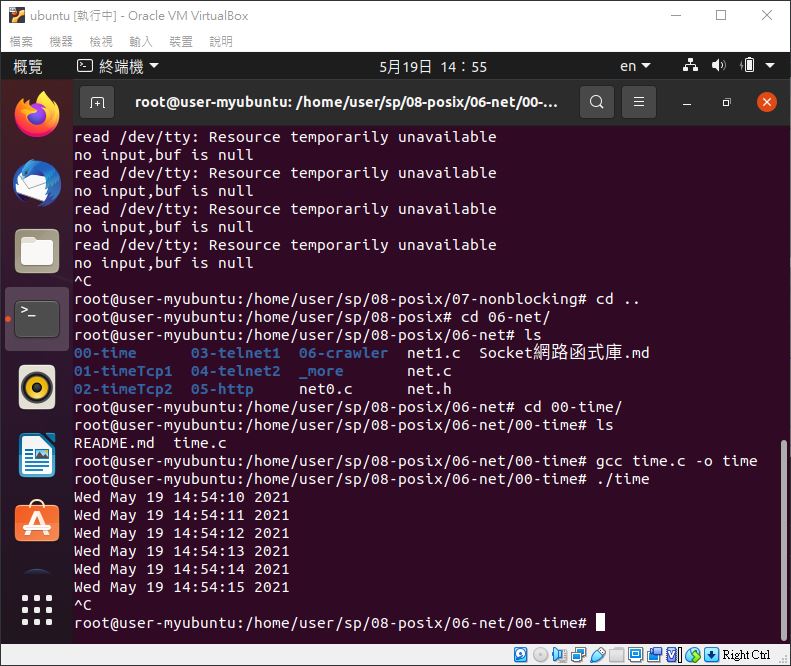 ubuntu [執行中] - Oracle VM VirtualBox
檔案 機器 檢視 輸入 裝置 說明
概覽 終端機 5月19日 14：55 en
root@user-myubuntu: /home/user/sp/08-posix/06-net/00-...
read /dev/tty: Resource temporarily unavailable
no input,buf is null
read /dev/tty: Resource temporarily unavailable
no input,buf is null
read /dev/tty: Resource temporarily unavailable
no input,buf is null
read /dev/tty: Resource temporarily unavailable
no input,buf is null
^C
root@user-myubuntu:/home/user/sp/08-posix/07-nonblocking# cd ..
root@user-myubuntu:/home/user/sp/08-posix# cd 06-net/
root@user-myubuntu:/home/user/sp/08-posix/06-net# ls
00-time 03-telnet1 06-crawler net1.c Socket網路函式庫.md
01-timeTcp1 04-telnet2 _more net.c
02-timeTcp2 05-http net0.c net.h
root@user-myubuntu:/home/user/sp/08-posix/06-net# cd 00-time/
root@user-myubuntu:/home/user/sp/08-posix/06-net/00-time# ls
README.md time.c
root@user-myubuntu:/home/user/sp/08-posix/06-net/00-time# gcc time.c -o time
root@user-myubuntu:/home/user/sp/08-posix/06-net/00-time# ./time
Wed May 19 14:54:10 2021
Wed May 19 14:54:11 2021
Wed May 19 14:54:12 2021
Wed May 19 14:54:13 2021
Wed May 19 14:54:14 2021
Wed May 19 14:54:15 2021
^C
root@user-myubuntu:/home/user/sp/08-posix/06-net/00-time#
Right Ctrl